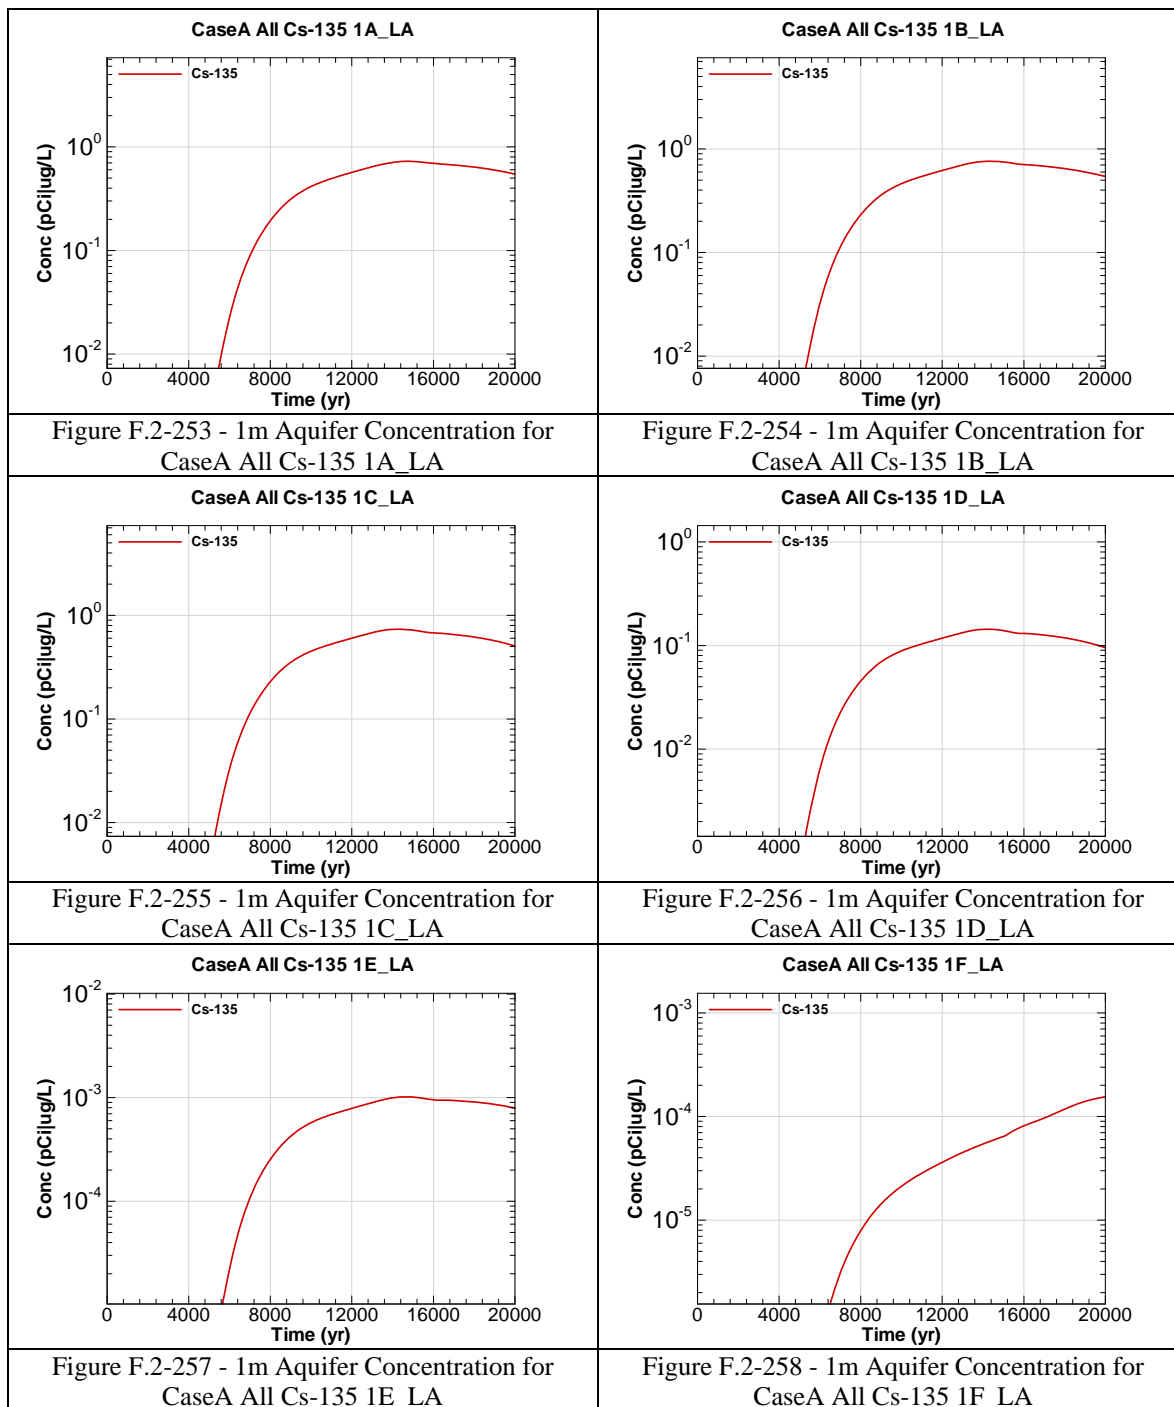 CaseA All Cs-135 1A_LA
Cs-135
10^0
10^-1
10^-2
Conc (pCi|ug/L)
0 4000 8000 12000 16000 20000
Time (yr)
Figure F.2-253 - 1m Aquifer Concentration for
CaseA All Cs-135 1A_LA
CaseA All Cs-135 1B_LA
Cs-135
10^0
10^-1
10^-2
Conc (pCi|ug/L)
0 4000 8000 12000 16000 20000
Time (yr)
Figure F.2-254 - 1m Aquifer Concentration for
CaseA All Cs-135 1B_LA
CaseA All Cs-135 1C_LA
Cs-135
10^0
10^-1
10^-2
Conc (pCi|ug/L)
0 4000 8000 12000 16000 20000
Time (yr)
Figure F.2-255 - 1m Aquifer Concentration for
CaseA All Cs-135 1C_LA
CaseA All Cs-135 1D_LA
Cs-135
10^0
10^-1
10^-2
Conc (pCi|ug/L)
0 4000 8000 12000 16000 20000
Time (yr)
Figure F.2-256 - 1m Aquifer Concentration for
CaseA All Cs-135 1D_LA
CaseA All Cs-135 1E_LA
Cs-135
10^-2
10^-3
10^-4
Conc (pCi|ug/L)
0 4000 8000 12000 16000 20000
Time (yr)
Figure F.2-257 - 1m Aquifer Concentration for
CaseA All Cs-135 1E_LA
CaseA All Cs-135 1F_LA
Cs-135
10^-3
10^-4
10^-5
Conc (pCi|ug/L)
0 4000 8000 12000 16000 20000
Time (yr)
Figure F.2-258 - 1m Aquifer Concentration for
CaseA All Cs-135 1F_LA